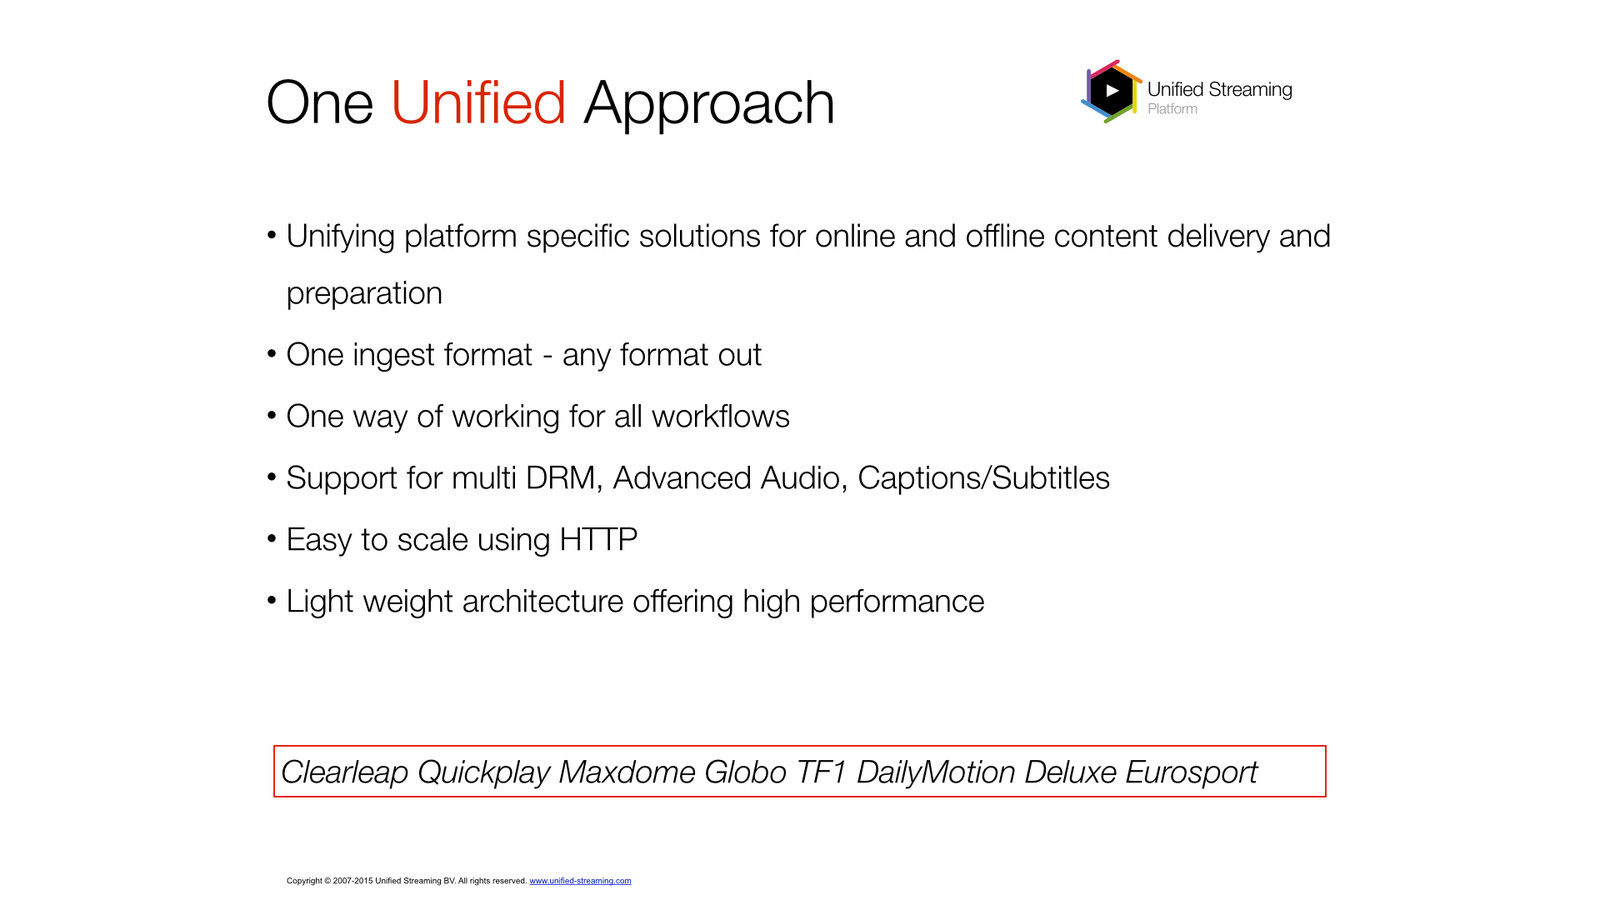 One Unified Approach
Unified Streaming
Platform
• Unifying platform specific solutions for online and offline content delivery and
preparation
• One ingest format - any format out
• One way of working for all workflows
• Support for multi DRM, Advanced Audio, Captions/Subtitles
• Easy to scale using HTTP
• Light weight architecture offering high performance
Clearleap Quickplay Maxdome Globo TF1 DailyMotion Deluxe Eurosport
Copyright © 2007-2015 Unified Streaming BV. All rights reserved. www.unified-streaming.com